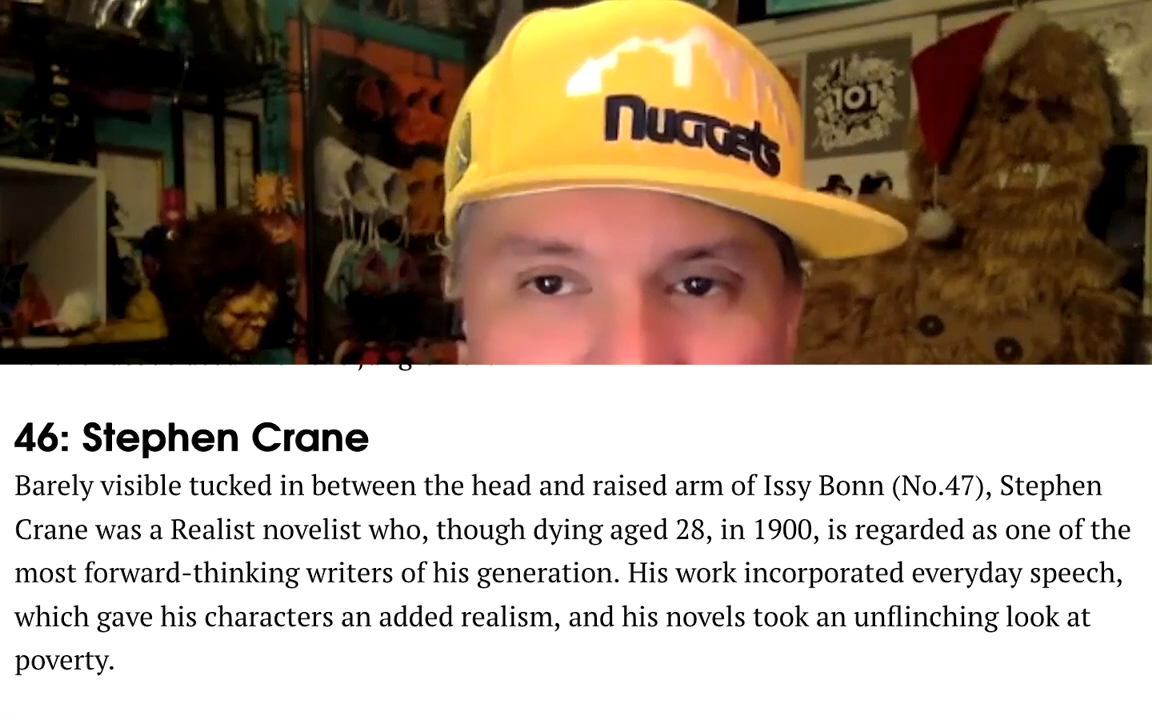 Nuggets
101
46: Stephen Crane
Barely visible tucked in between the head and raised arm of Issy Bonn (No.47), Stephen
Crane was a Realist novelist who, though dying aged 28, in 1900, is regarded as one of the
most forward-thinking writers of his generation. His work incorporated everyday speech,
which gave his characters an added realism, and his novels took an unflinching look at
poverty.